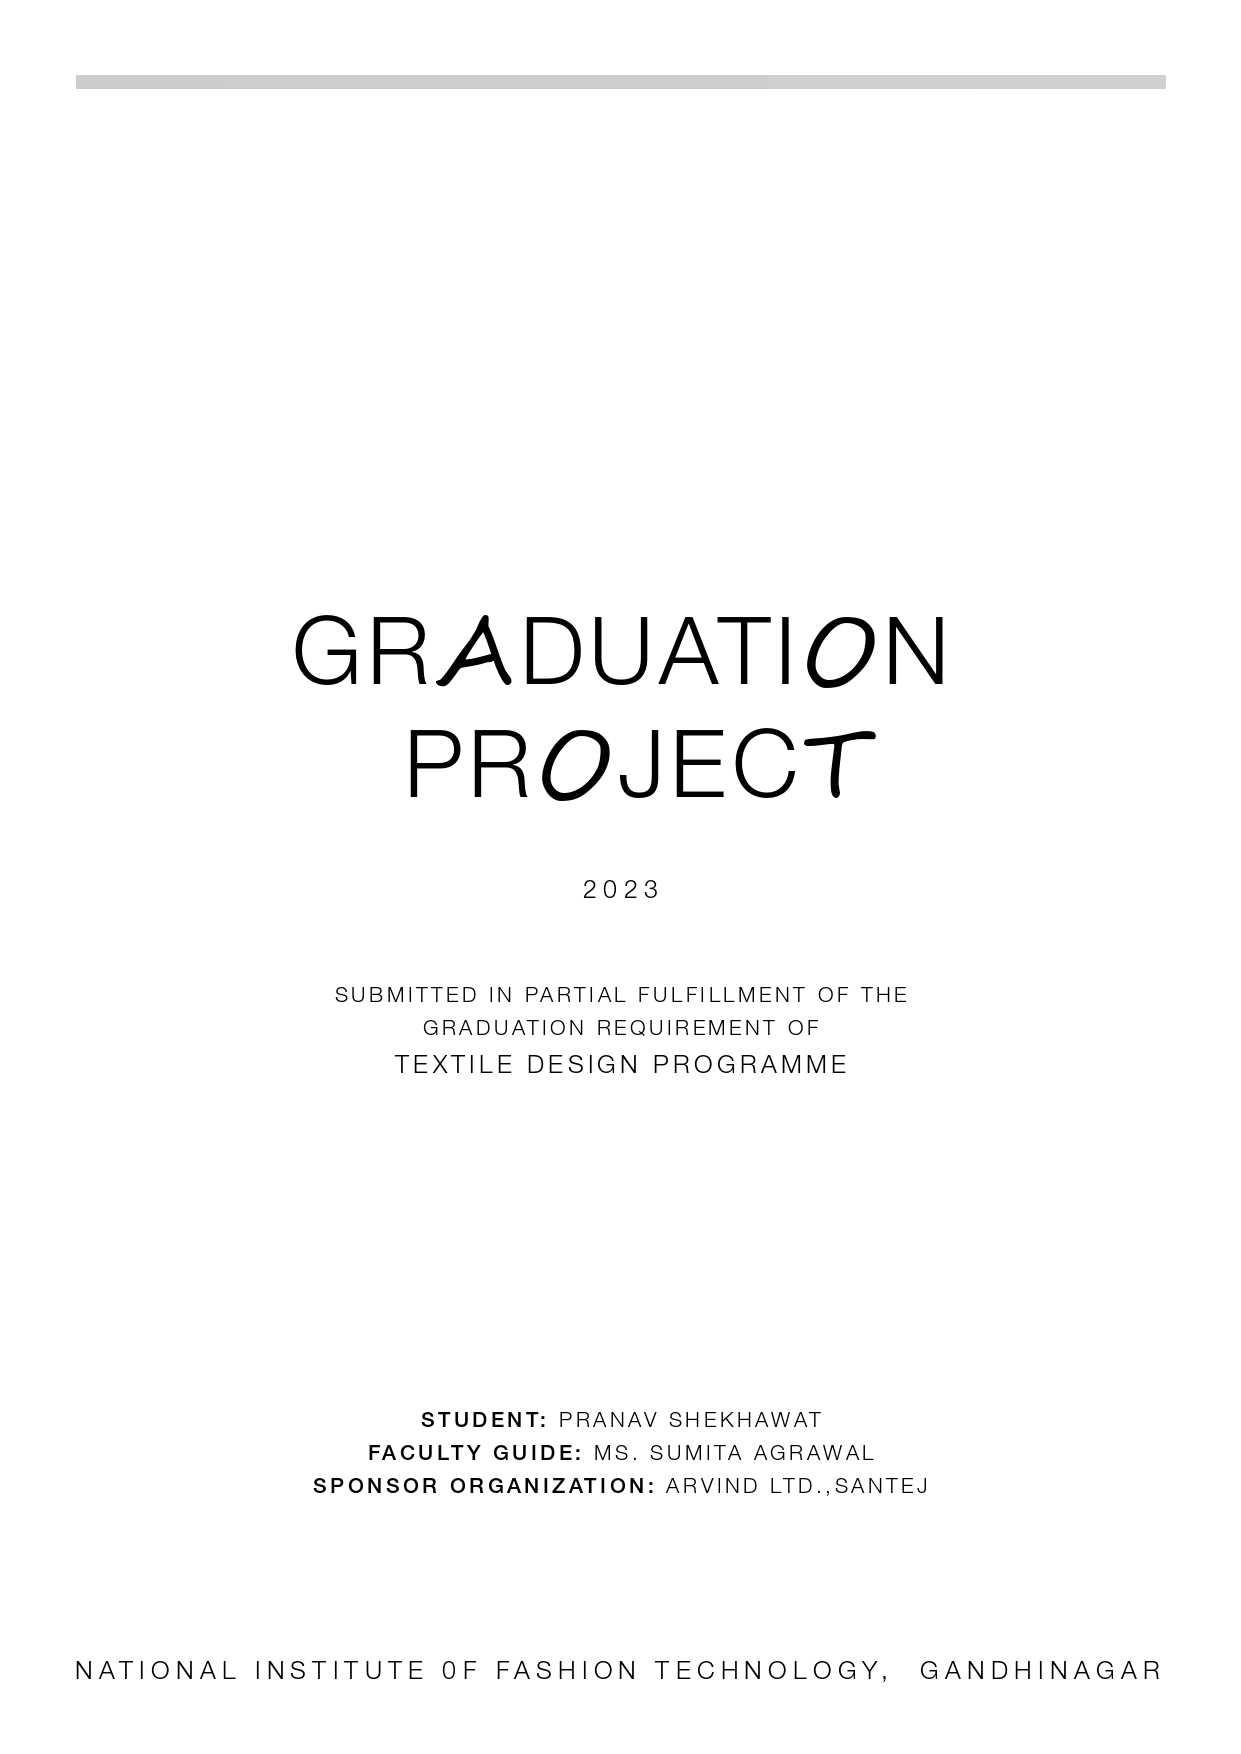 GRADUATION
PROJECT
2023
SUBMITTED IN PARTIAL FULFILLMENT OF THE
GRADUATION REQUIREMENT OF
TEXTILE DESIGN PROGRAMME
STUDENT: PRANAV SHEKHAWAT
FACULTY GUIDE: MS. SUMITA AGRAWAL
SPONSOR ORGANIZATION: ARVIND LTD.,SANTEJ
NATIONAL INSTITUTE 0F FASHION TECHNOLOGY, GANDHINAGAR